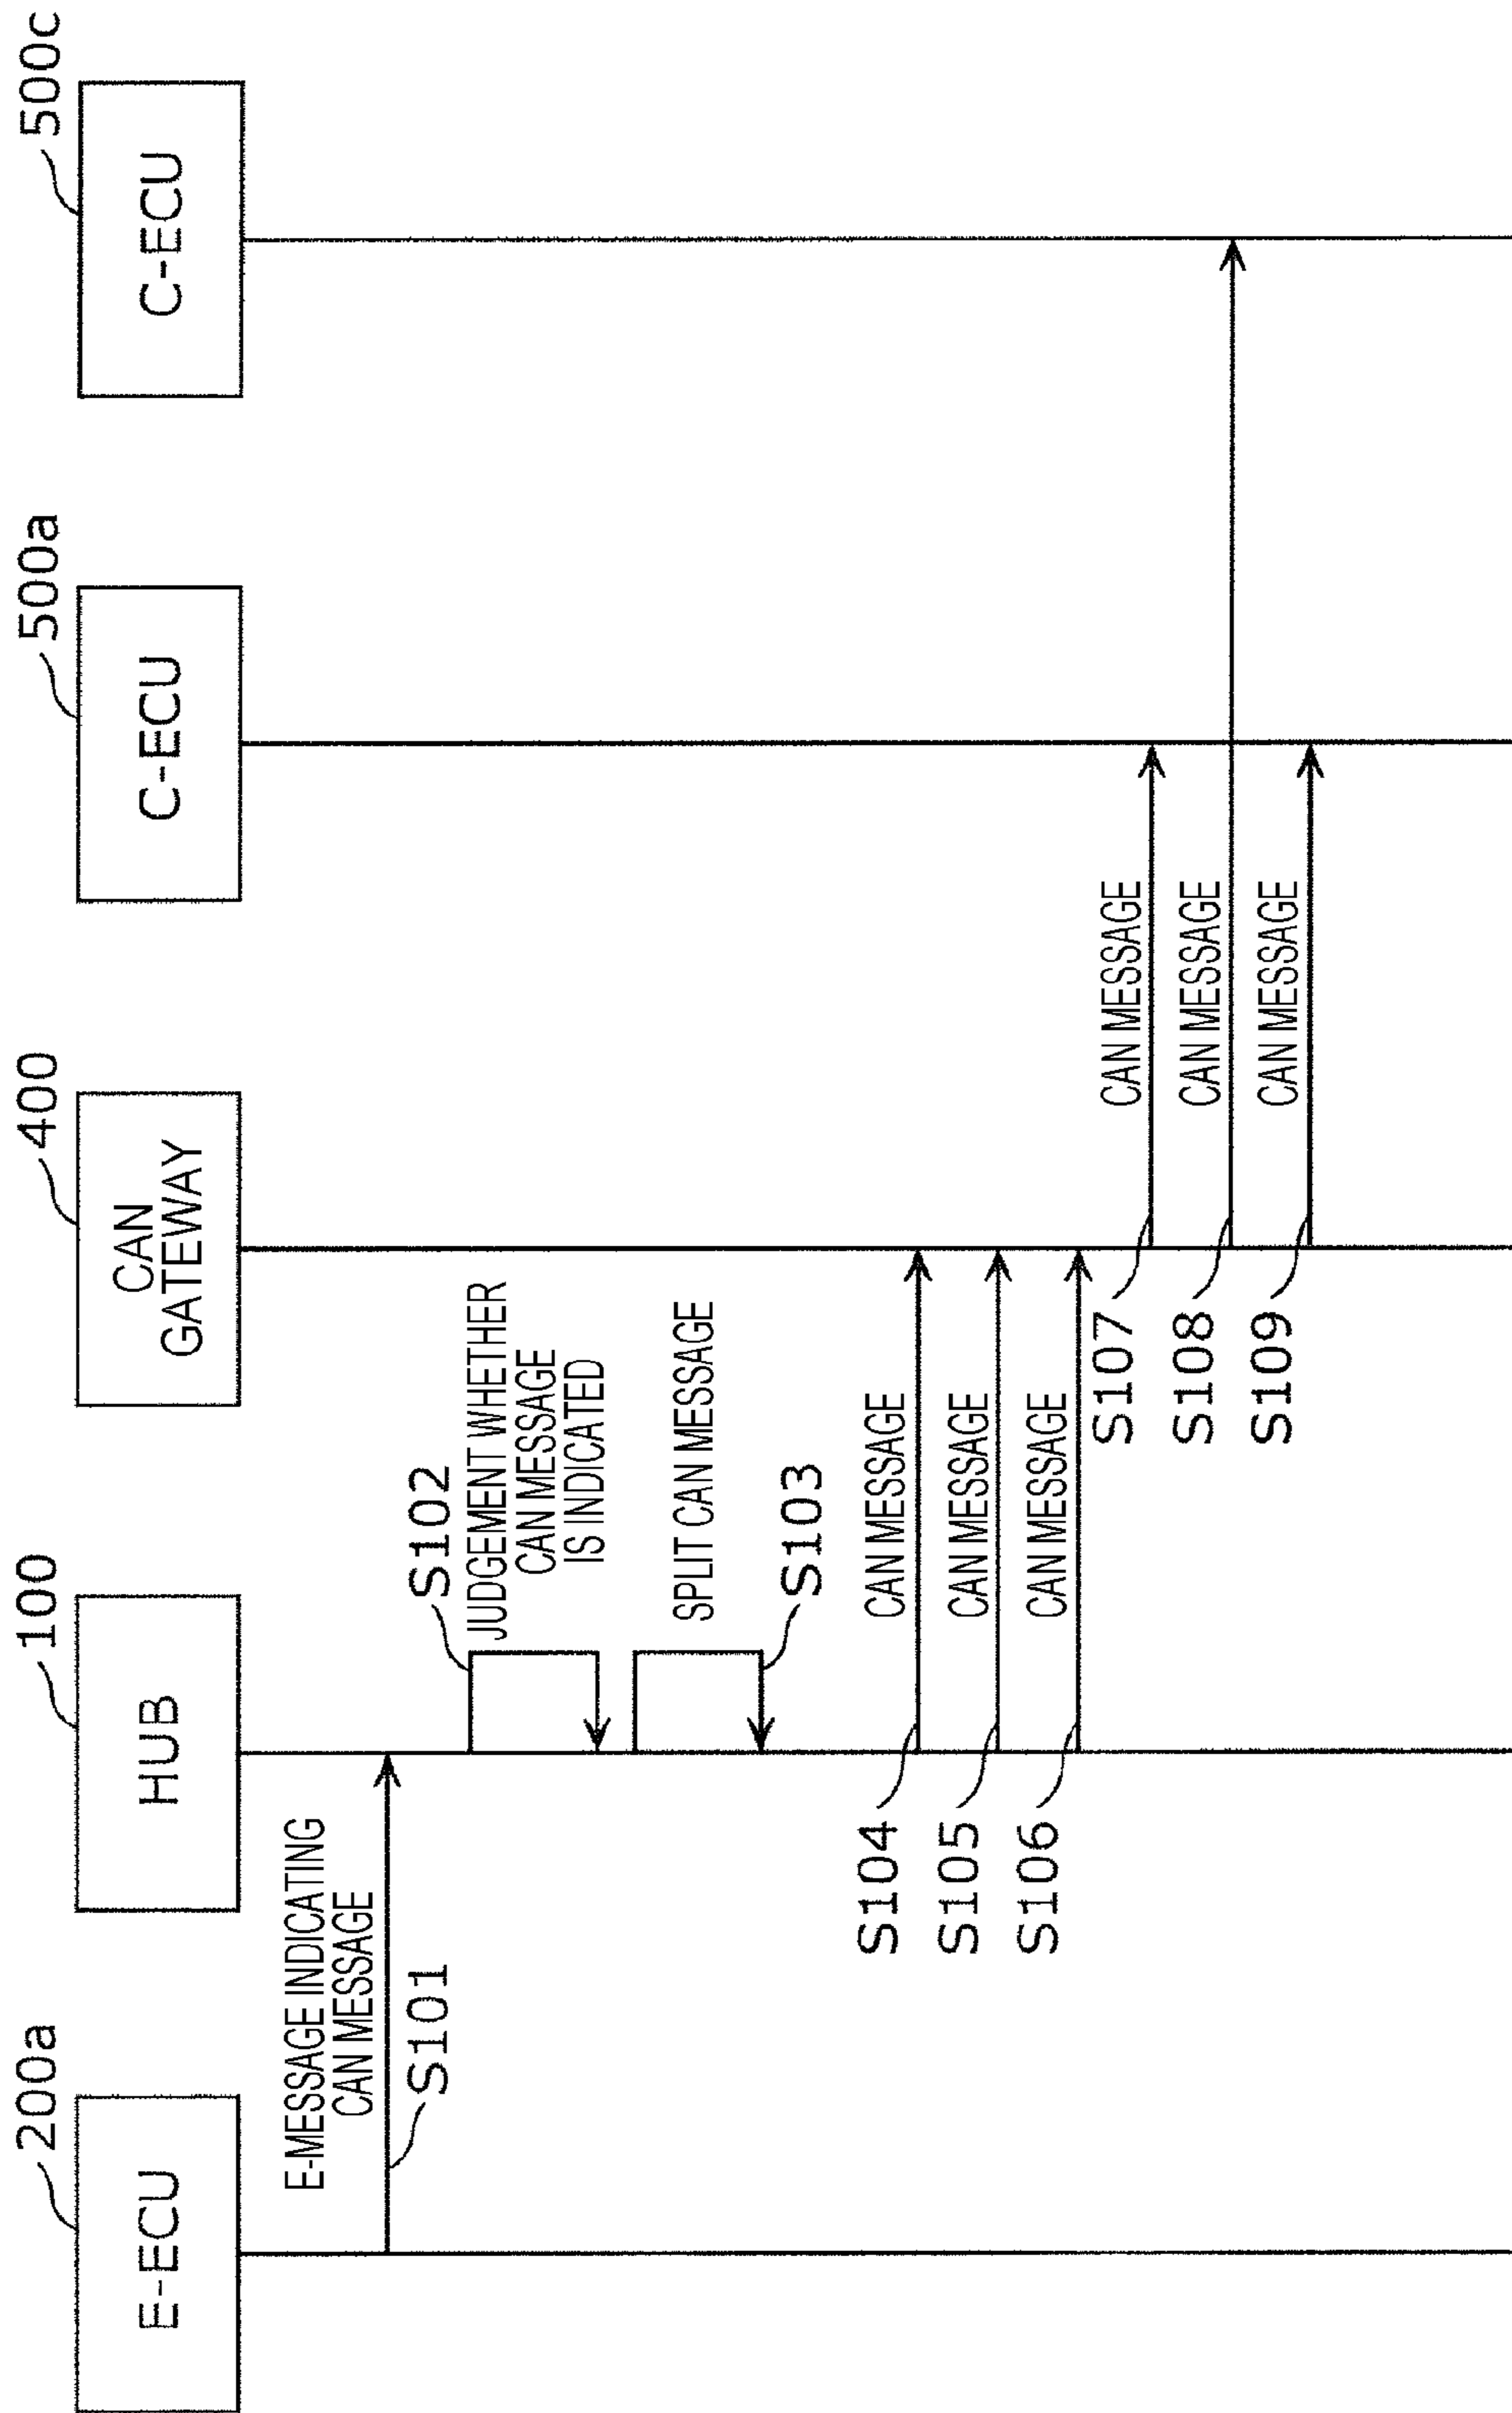 200a
E-ECU
100
HUB
400
CAN
GATEWAY
500a
C-ECU
500c
C-ECU
E-MESSAGE INDICATING
CAN MESSAGE
S101
S102
JUDGEMENT WHETHER
CAN MESSAGE
IS INDICATED
SPLIT CAN MESSAGE
S103
S104
CAN MESSAGE
S105
CAN MESSAGE
S106
CAN MESSAGE
S107
CAN MESSAGE
S108
CAN MESSAGE
S109
CAN MESSAGE